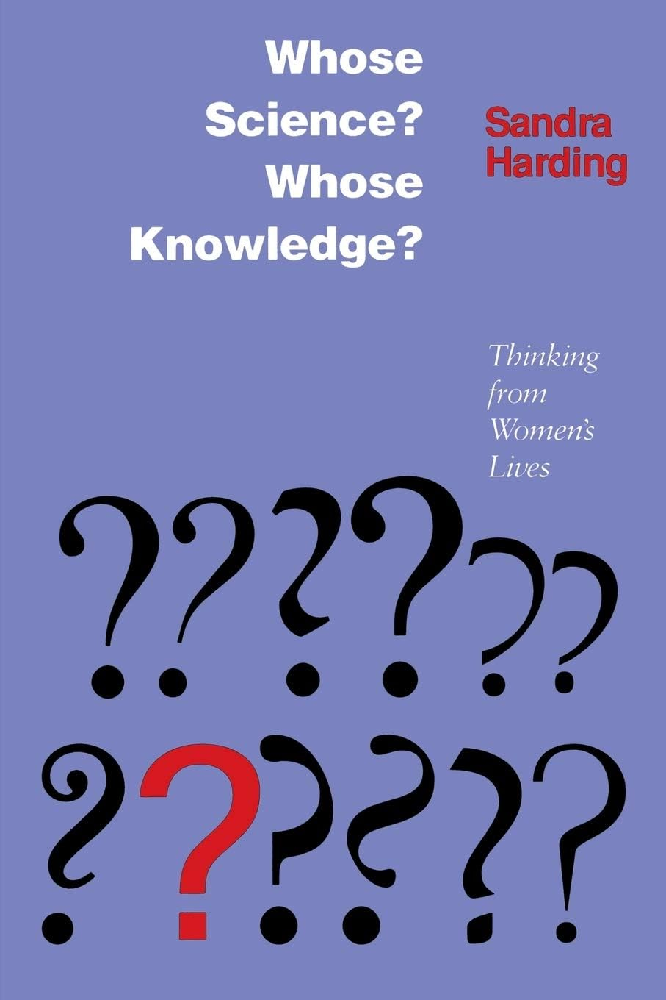 Whose
Science?
Whose
Knowledge?
Sandra
Harding
Thinking
from
Women's
Lives
? ? ? ? ? ?
? ? ? ? ? ?